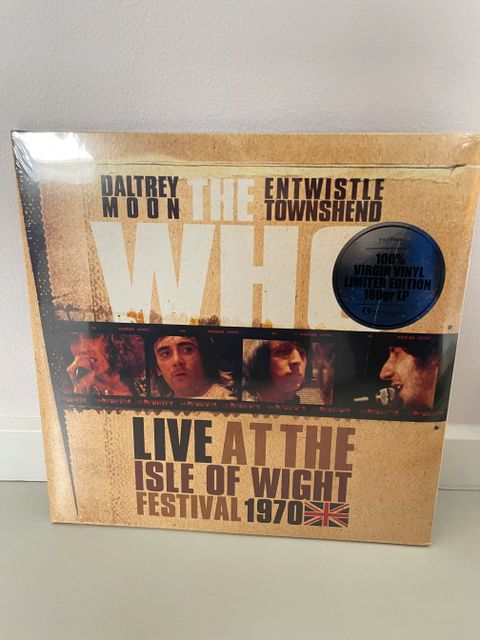 DALTREY THE ENTWISTLE
MOON TOWNSHEND
WHO
100%
VIRGIN VINYL
LIMITED EDITION
180gr LP
KODAK
LIVE AT THE
ISLE OF WIGHT
FESTIVAL 1970